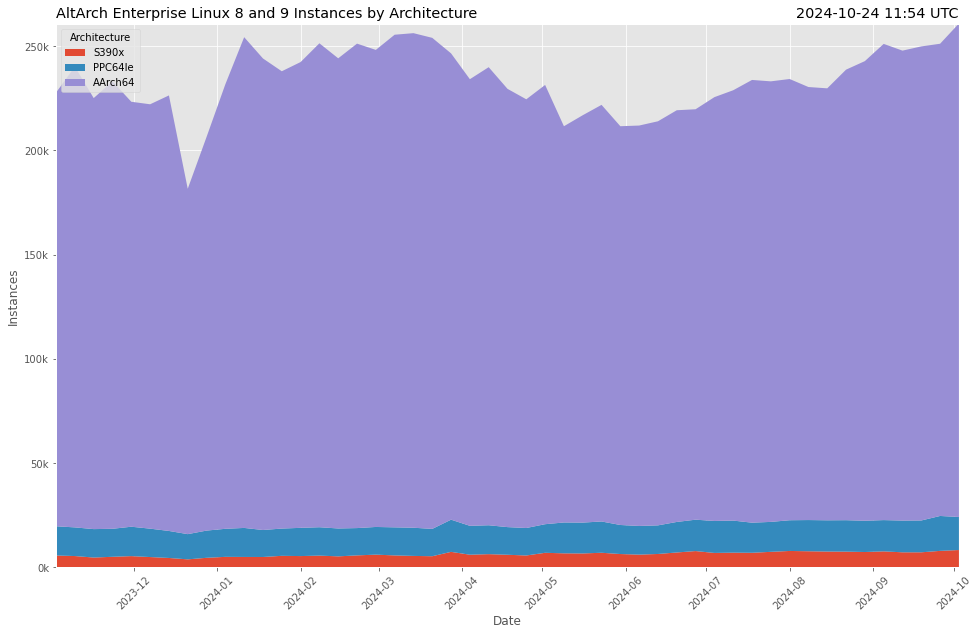 AltArch Enterprise Linux 8 and 9 Instances by Architecture
2024-10-24 11:54 UTC
Architecture
S390x
PPC64le
AArch64
250k
200k
150k
100k
50k
0k
Instances
2023-12
2024-01
2024-02
2024-03
2024-04
2024-05
2024-06
2024-07
2024-08
2024-09
2024-10
Date